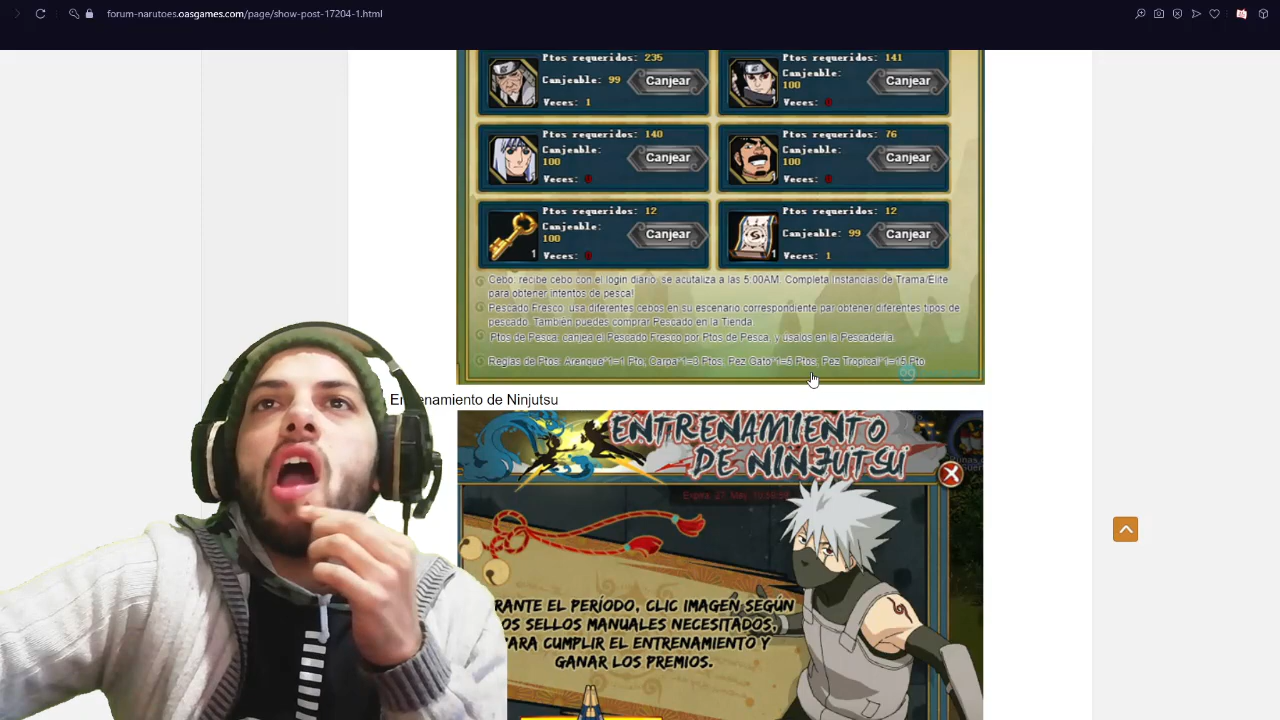 forum-narutoes.oasgames.com/page/show-post-17204-1.html
Ptos requeridos: 235
Canjeable: 99
Veces: 1
Canjear
Ptos requeridos: 141
Canjeable:
100
Veces: 0
Canjear
Ptos requeridos: 140
Canjeable:
100
Veces: 0
Canjear
Ptos requeridos: 76
Canjeable:
100
Veces: 0
Canjear
Ptos requeridos: 12
Canjeable:
100
Veces: 0
Canjear
1
Ptos requeridos: 12
Canjeable: 99
Veces: 1
Canjear
1
Cebo: recibe cebo con el login diario, se acutaliza a las 5:00AM. Completa Instancias de Trama/Elite
para obtener intentos de pesca!
Pescado Fresco: usa diferentes cebos en su escenario correspondiente par obtener diferentes tipos de
pescado. También puedes comprar Pescado en la Tienda
Ptos de Pesca: canjea el Pescado Fresco por Ptos de Pesca, y úsalos en la Pescadería.
Reglas de Ptos: Arenque*1=1 Pto; Carpa*1=3 Ptos; Pez Gato*1=5 Ptos; Pez Tropical*1=15 Pto
Entrenamiento de Ninjutsu
ENTRENAMIENTO
DE NINJUTSU
RANTE EL PERÍODO, CLIC IMAGEN SEGÚN
OS SELLOS MANUALES NECESITADOS,
ARA CUMPLIR EL ENTRENAMIENTO Y
GANAR LOS PREMIOS.